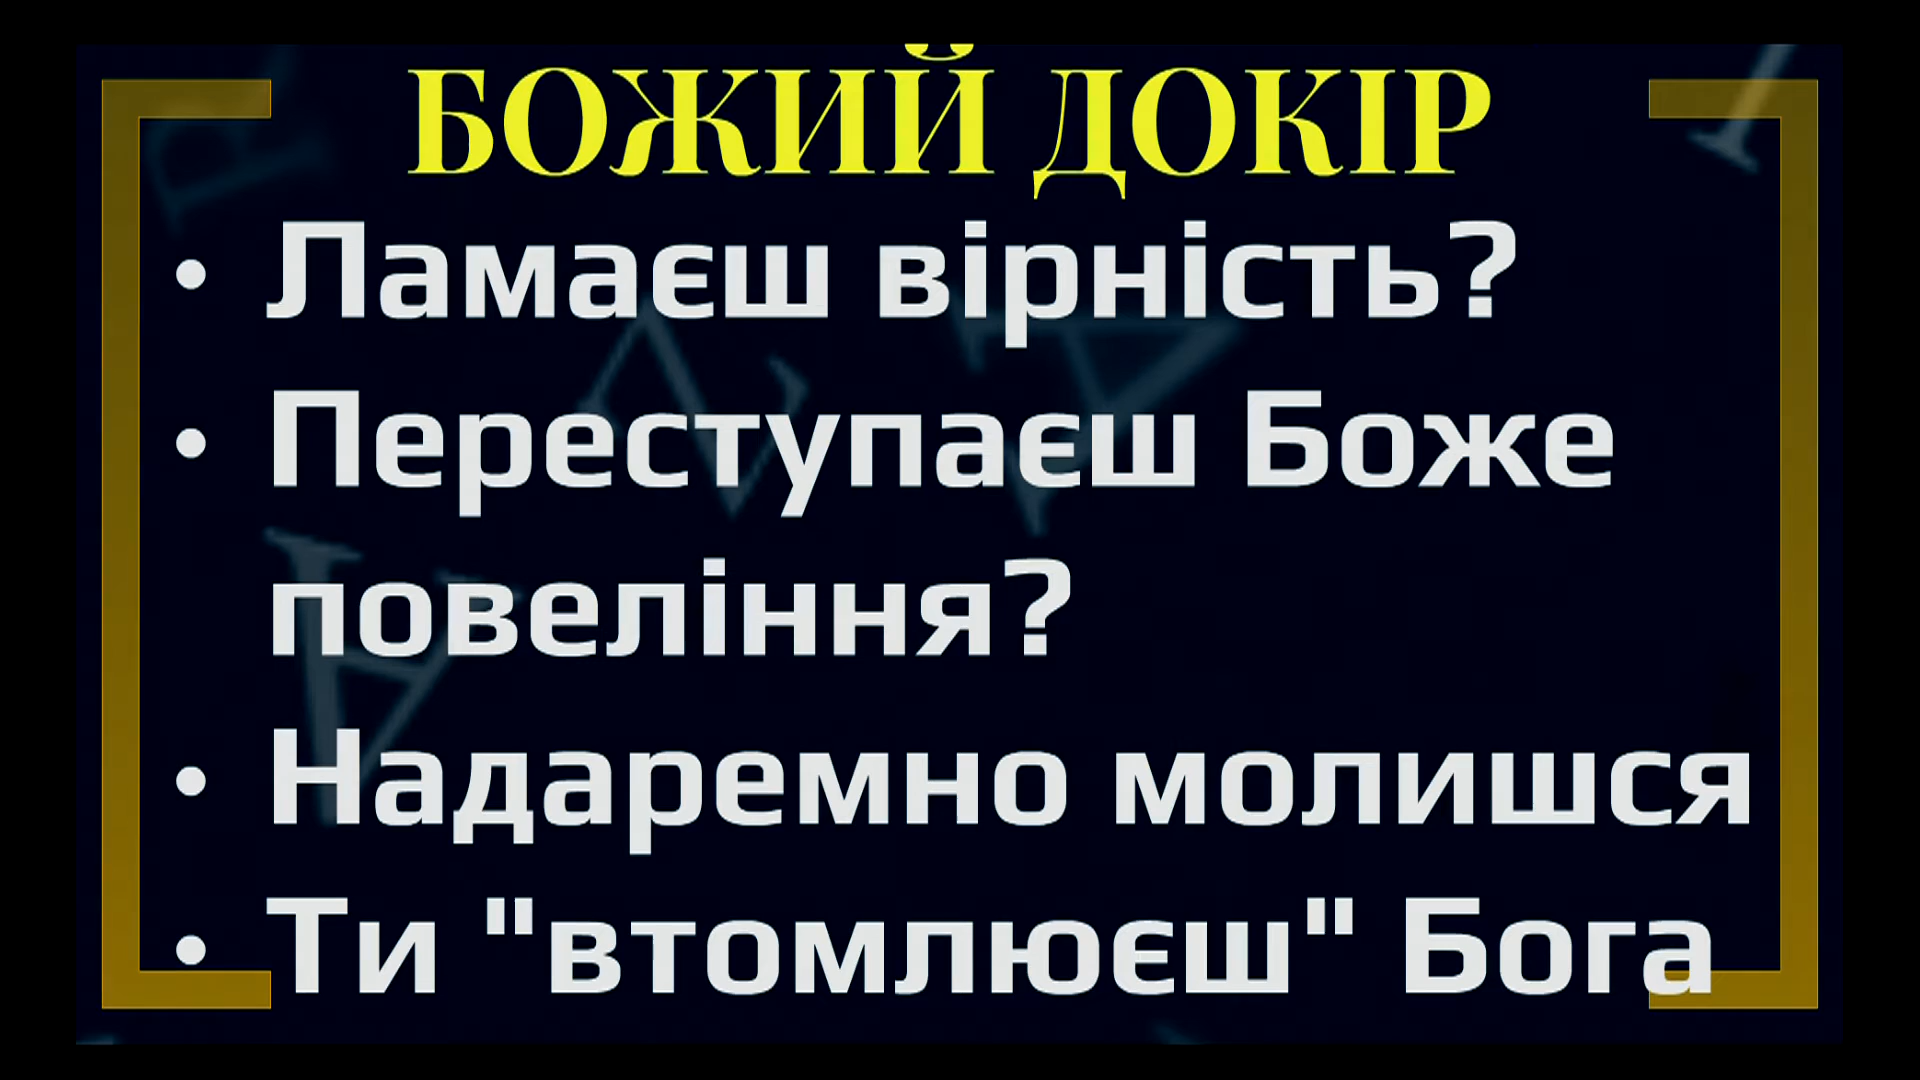 БОЖИЙ ДОКІР
• Ламаєш вірність?
• Переступаєш Боже
повеління?
• Надаремно молишся
• Ти "втомлюєш" Бога